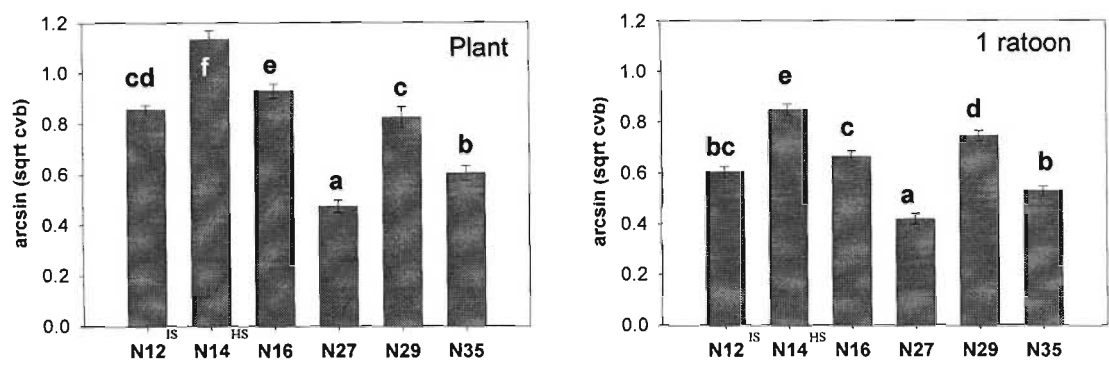 Plant
arcsin (sqrt cvb)
1.2
1.0
0.8
0.6
0.4
0.2
0.0
cd
f
e
a
c
b
N12 IS N14 HS N16 N27 N29 N35
1 ratoon
arcsin (sqrt cvb)
1.2
1.0
0.8
0.6
0.4
0.2
0.0
bc
e
c
a
d
b
N12 IS N14 HS N16 N27 N29 N35